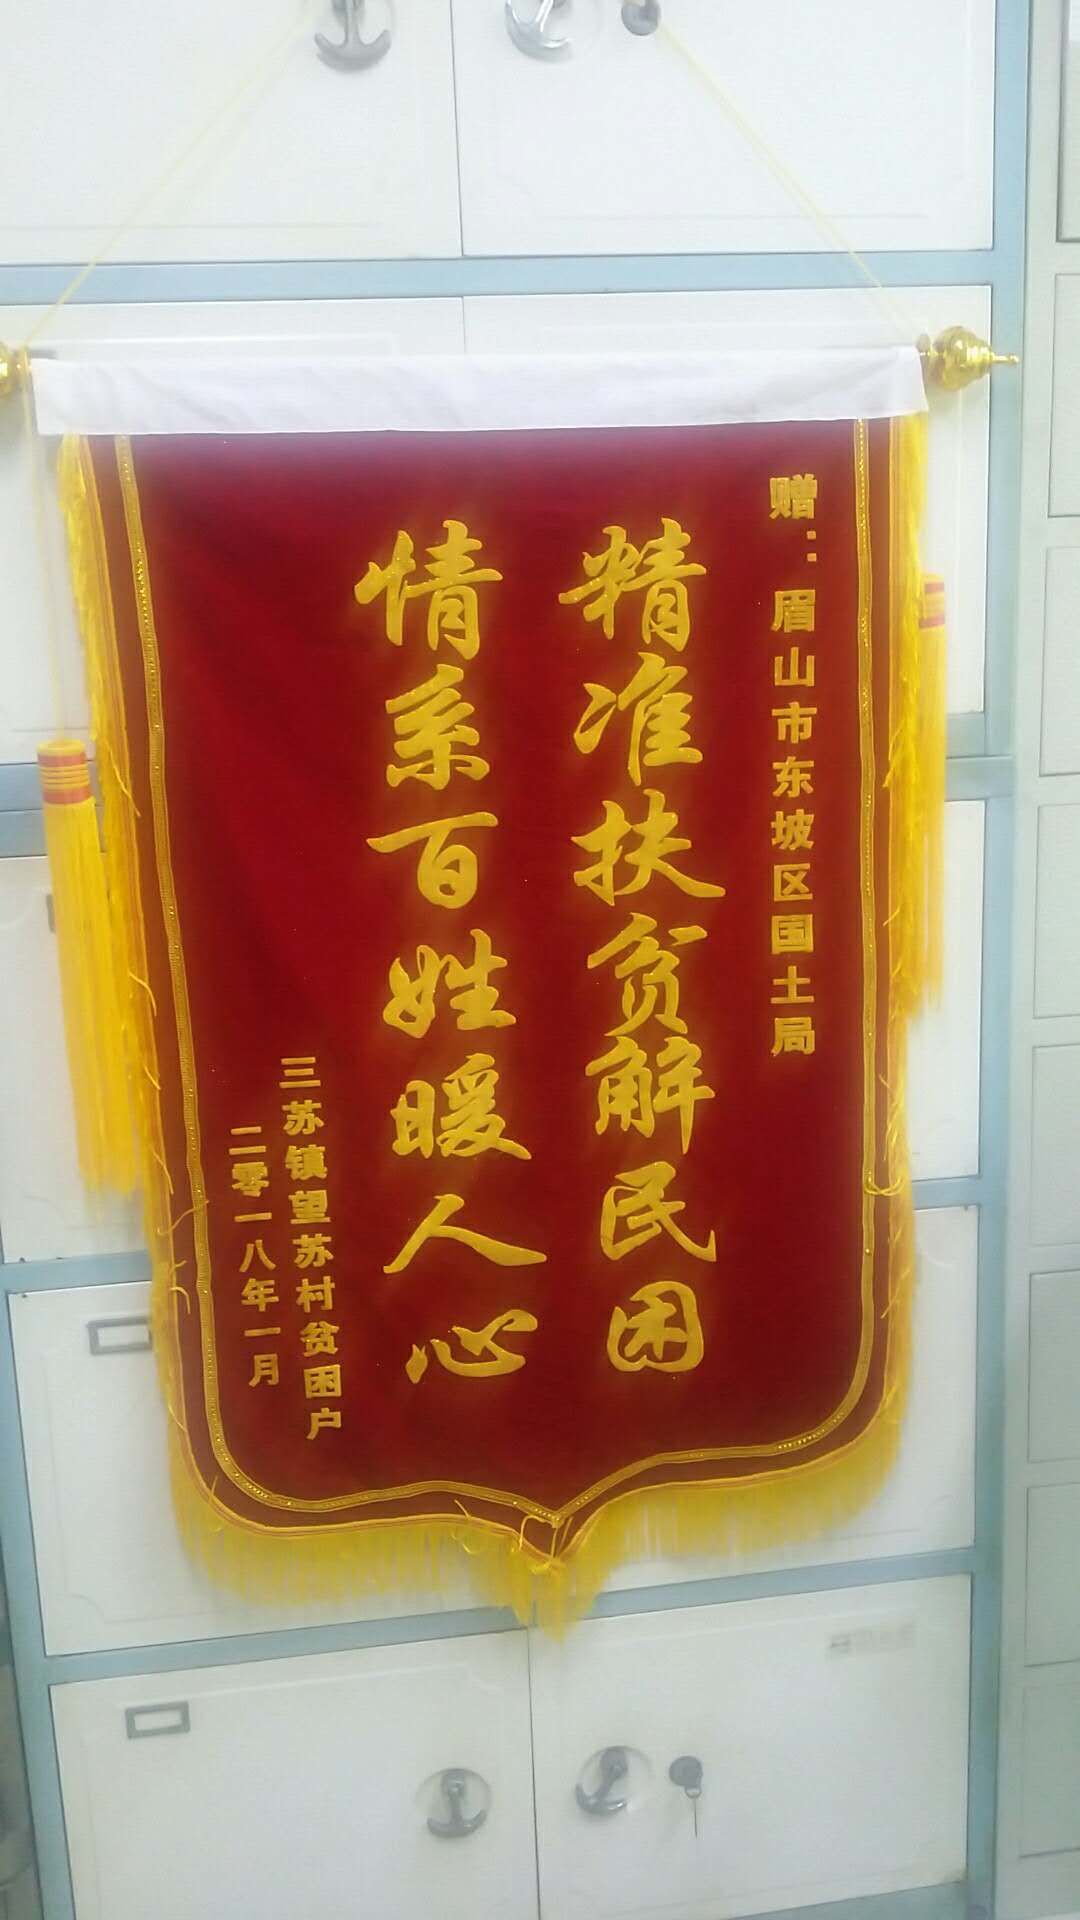 赠：眉山市东坡区国土局
精准扶贫解民困
情系百姓暖人心
三苏镇望苏村贫困户
二零一八年一月